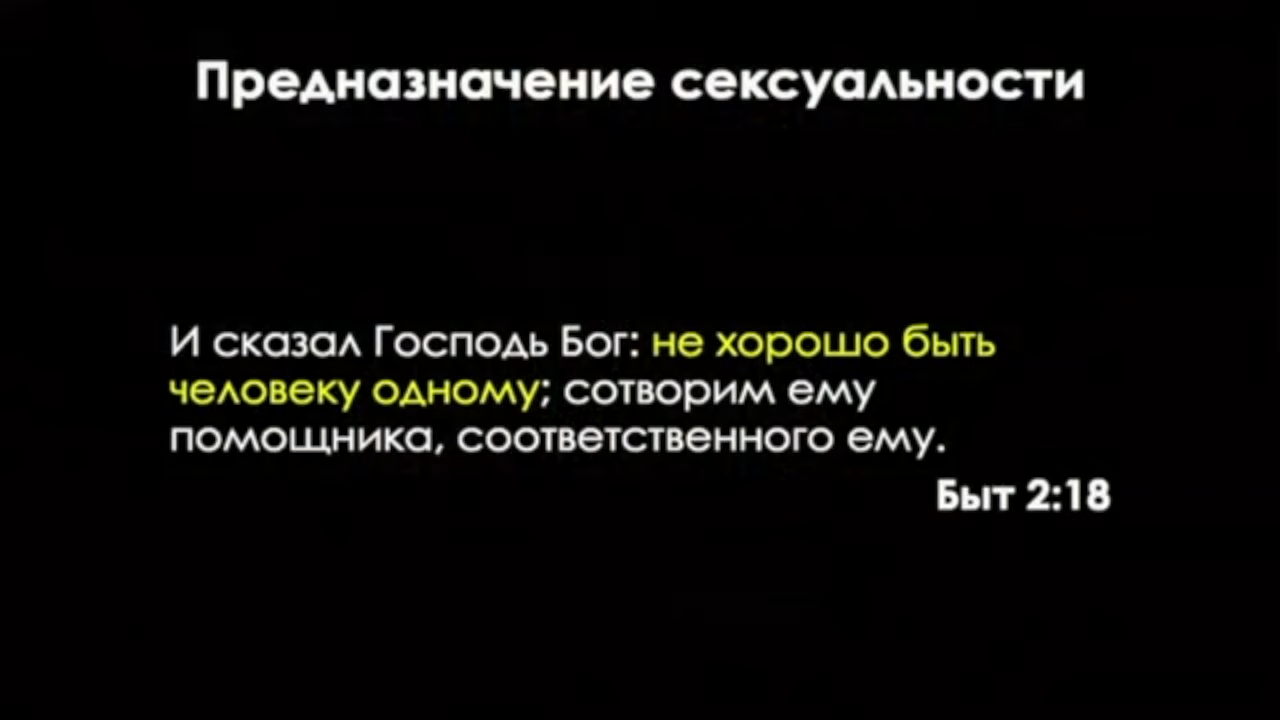 Предназначение сексуальности
И сказал Господь Бог: не хорошо быть
человеку одному; сотворим ему
помощника, соответственного ему.
Быт 2:18